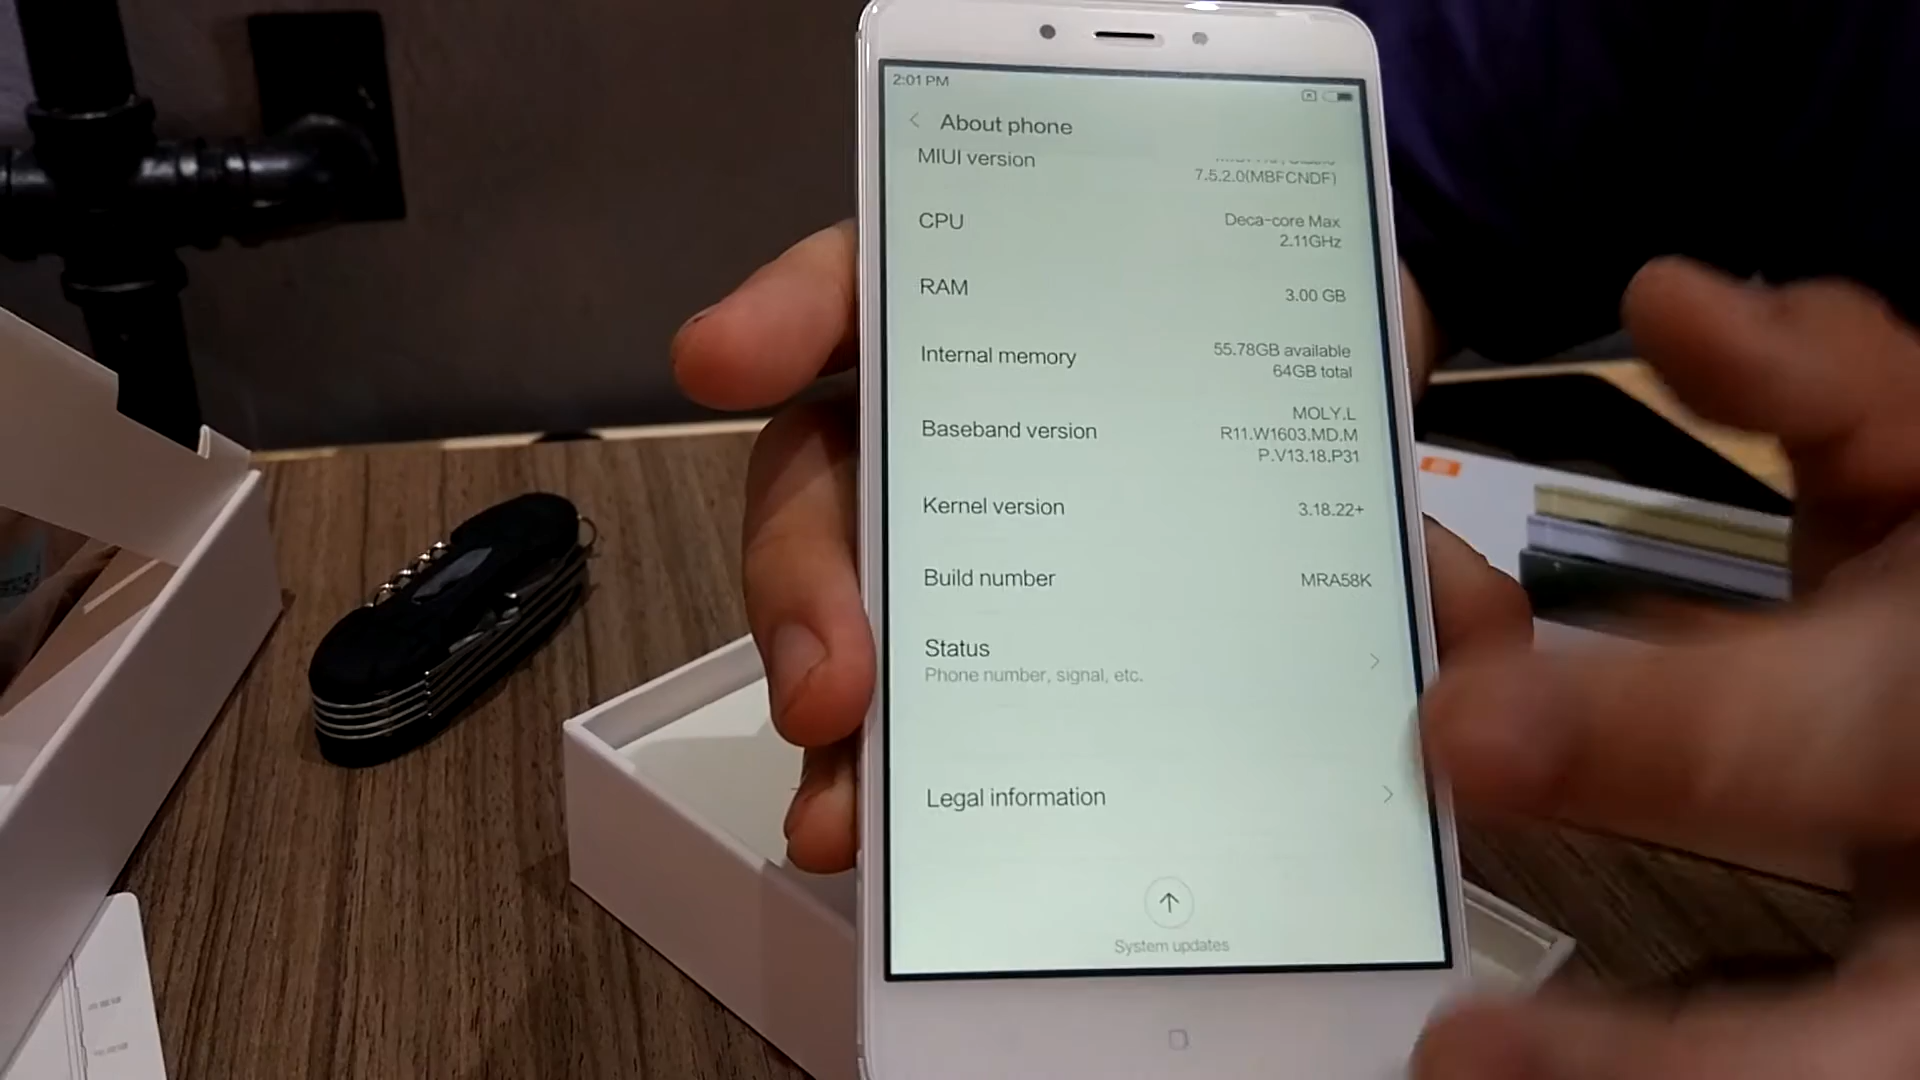 2:01 PM
About phone
MIUI version
7.5.2.0(MBFCNDF)
CPU
Deca-core Max
2.11GHz
RAM
3.00 GB
Internal memory
55.78GB available
64GB total
Baseband version
MOLY.L
R11.W1603.MD.M
P.V13.18.P31
Kernel version
3.18.22+
Build number
MRA58K
Status
Phone number, signal, etc.
Legal information
System updates